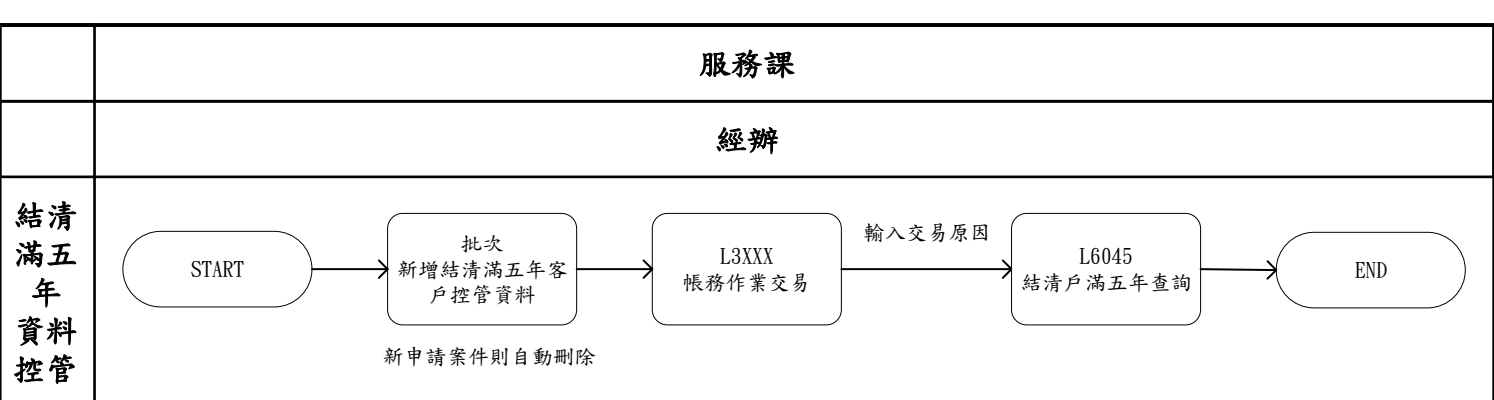 服務課
經辦
結清
滿五
年
資料
控管
START
批次
新增結清滿五年客
戶控管資料
新申請案件則自動刪除
L3XXX
帳務作業交易
輸入交易原因
L6045
結清戶滿五年查詢
END